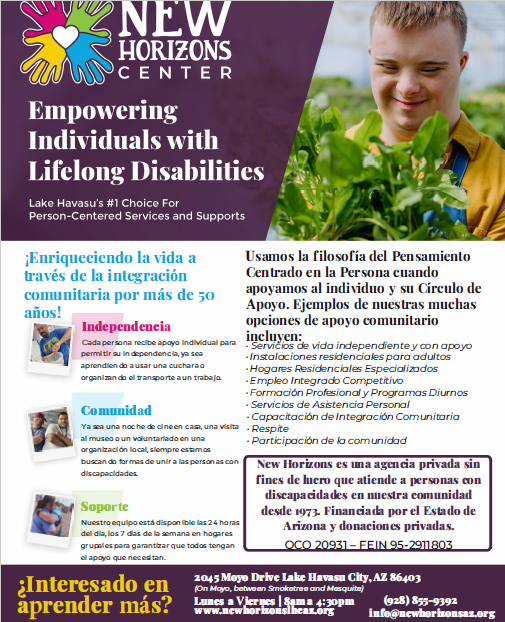 NEW
HORIZONS
CENTER
Empowering
Individuals with
Lifelong Disabilities
Lake Havasu's #1 Choice For
Person-Centered Services and Supports
¡Enriqueciendo la vida a
través de la integración
comunitaria por más de 50
años!
Independencia
Cada persona recibe apoyo individual para
permitir su independencia, ya sea
aprendiendo a usar una cuchara o
organizando el transporte a un trabajo.
Comunidad
Ya sea una noche de cine en casa, una visita
al museo o un voluntariado en una
organización local, siempre estamos
buscando formas de unir a las personas con
discapacidades.
Soporte
Nuestro equipo está disponible las 24 horas
del día, los 7 días de la semana en hogares
grupales para garantizar que todos tengan
el apoyo que necesitan.
Usamos la filosofía del Pensamiento
Centrado en la Persona cuando
apoyamos al individuo y su Círculo de
Apoyo. Ejemplos de nuestras muchas
opciones de apoyo comunitario
incluyen:
· Servicios de vida independiente y con apoyo
· Instalaciones residenciales para adultos
· Hogares Residenciales Especializados
· Empleo Integrado Competitivo
· Formación Profesional y Programas Diurnos
· Servicios de Asistencia Personal
· Capacitación de Integración Comunitaria
· Respite
· Participación de la comunidad
New Horizons es una agencia privada sin
fines de lucro que atiende a personas con
discapacidades en nuestra comunidad
desde 1973. Financiada por el Estado de
Arizona y donaciones privadas.
OCO 20931 – FEIN 95-2911803
¿Interesado en
aprender más?
2045 Moyo Drive Lake Havasu City, AZ 86403
(On Moyo, between Smoketree and Mesquite)
Lunes a Viernes | 8am a 4:30pm
www.newhorizonslhcaz.org
(928) 855-9392
info@newhorizonsaz.org